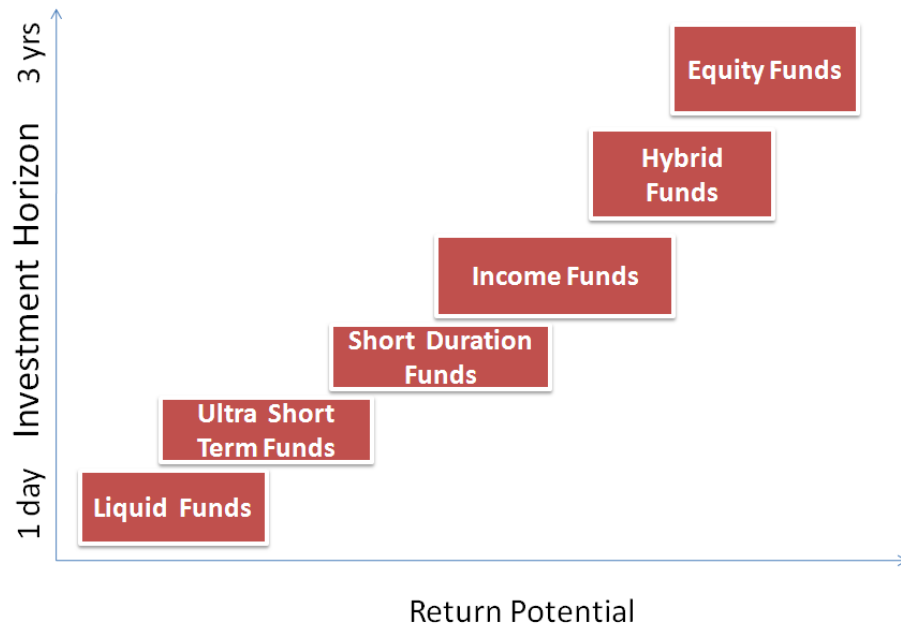 3 yrs
Investment Horizon
1 day
Equity Funds
Hybrid
Funds
Income Funds
Short Duration
Funds
Ultra Short
Term Funds
Liquid Funds
Return Potential